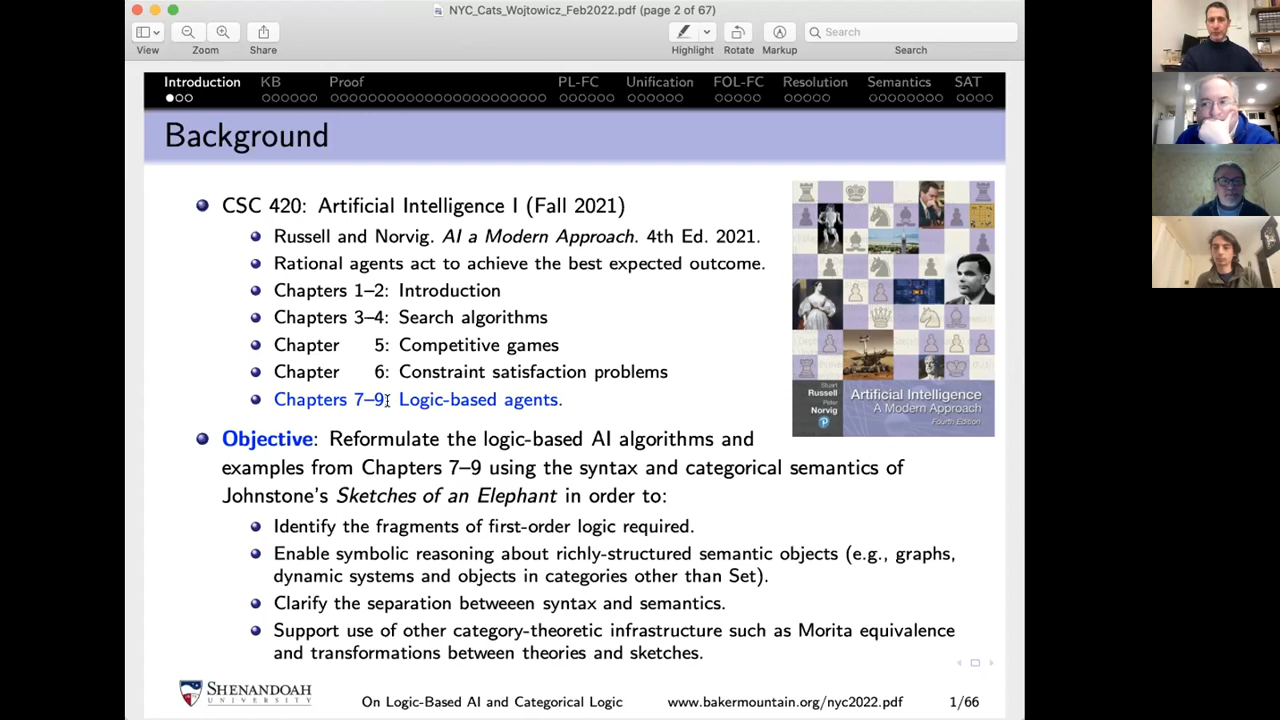 NYC_Cats_Wojtowicz_Feb2022.pdf (page 2 of 67)
View
Zoom
Share
Highlight
Rotate
Markup
Search
Search
Introduction KB Proof PL-FC Unification FOL-FC Resolution Semantics SAT
Background
CSC 420: Artificial Intelligence I (Fall 2021)
Russell and Norvig. AI a Modern Approach. 4th Ed. 2021.
Rational agents act to achieve the best expected outcome.
Chapters 1–2: Introduction
Chapters 3–4: Search algorithms
Chapter 5: Competitive games
Chapter 6: Constraint satisfaction problems
Chapters 7–9: Logic-based agents.
Stuart
Russell
Peter
Norvig
Artificial Intelligence
A Modern Approach
Fourth Edition
Objective: Reformulate the logic-based AI algorithms and
examples from Chapters 7–9 using the syntax and categorical semantics of
Johnstone's Sketches of an Elephant in order to:
Identify the fragments of first-order logic required.
Enable symbolic reasoning about richly-structured semantic objects (e.g., graphs,
dynamic systems and objects in categories other than Set).
Clarify the separation betweeen syntax and semantics.
Support use of other category-theoretic infrastructure such as Morita equivalence
and transformations between theories and sketches.
SHENANDOAH
UNIVERSITY
On Logic-Based AI and Categorical Logic
www.bakermountain.org/nyc2022.pdf
1/66